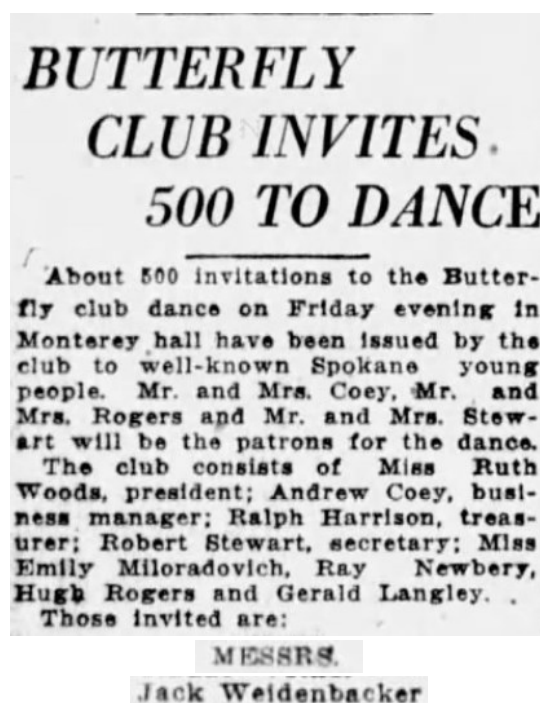 BUTTERFLY
CLUB INVITES
500 TO DANCE
About 500 invitations to the Butter-
fly club dance on Friday evening in
Monterey hall have been issued by the
club to well-known Spokane young
people. Mr. and Mrs. Coey, Mr. and
Mrs. Rogers and Mr. and Mrs. Stew-
art will be the patrons for the dance.
The club consists of Miss Ruth
Woods, president; Andrew Coey, busi-
ness manager; Ralph Harrison, treas-
urer; Robert Stewart, secretary; Miss
Emily Miloradovich, Ray Newbery,
Hugh Rogers and Gerald Langley.
Those invited are:
MESSRS.
Jack Weidenbacker